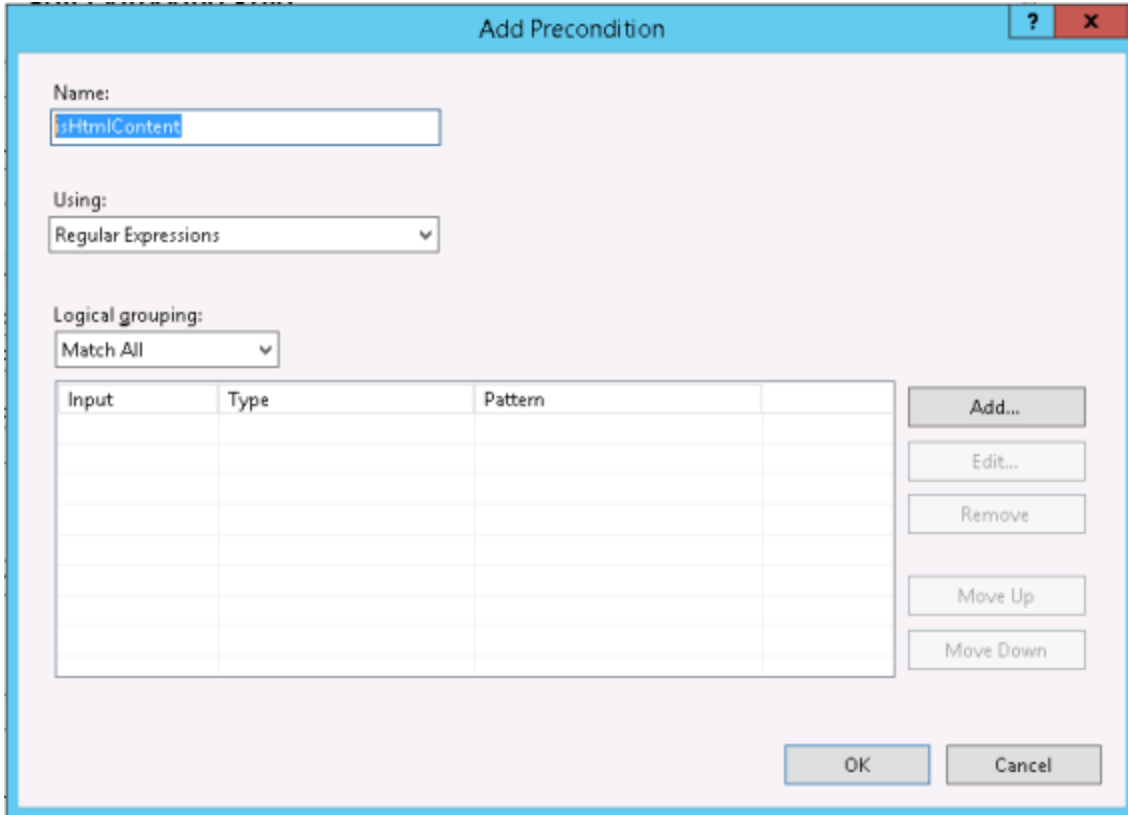 Add Precondition
?
x
Name:
isHtmlContent
Using:
Regular Expressions
Logical grouping:
Match All
Input Type Pattern
Add...
Edit...
Remove
Move Up
Move Down
OK Cancel